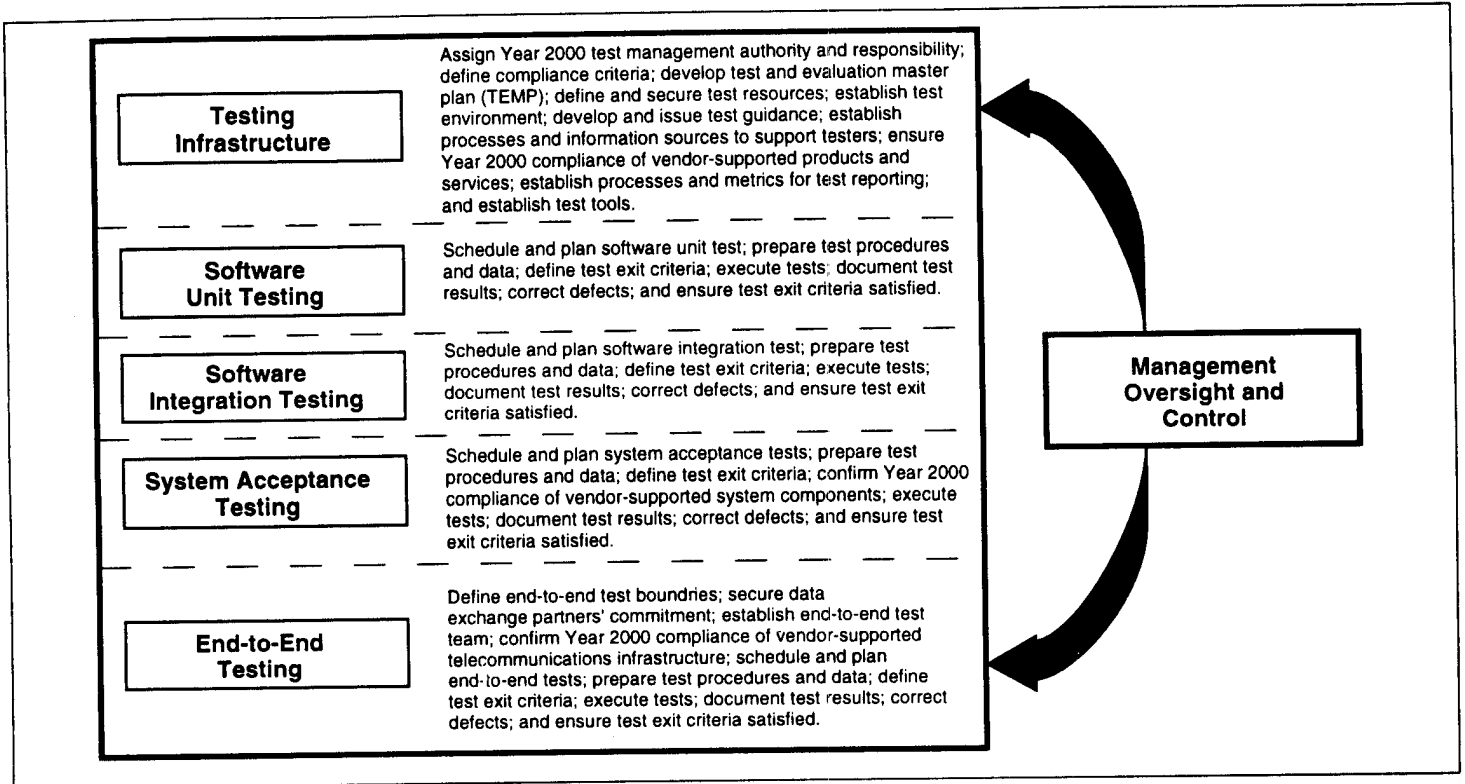 Testing
Infrastructure
Assign Year 2000 test management authority and responsibility;
define compliance criteria; develop test and evaluation master
plan (TEMP); define and secure test resources; establish test
environment; develop and issue test guidance; establish
processes and information sources to support testers; ensure
Year 2000 compliance of vendor-supported products and
services; establish processes and metrics for test reporting;
and establish test tools.
Software
Unit Testing
Schedule and plan software unit test; prepare test procedures
and data; define test exit criteria; execute tests; document test
results; correct defects; and ensure test exit criteria satisfied.
Software
Integration Testing
Schedule and plan software integration test; prepare test
procedures and data; define test exit criteria; execute tests;
document test results; correct defects; and ensure test exit
criteria satisfied.
System Acceptance
Testing
Schedule and plan system acceptance tests; prepare test
procedures and data; define test exit criteria; confirm Year 2000
compliance of vendor-supported system components; execute
tests; document test results; correct defects; and ensure test
exit criteria satisfied.
End-to-End
Testing
Define end-to-end test boundries; secure data
exchange partners' commitment; establish end-to-end test
team; confirm Year 2000 compliance of vendor-supported
telecommunications infrastructure; schedule and plan
end-to-end tests; prepare test procedures and data; define
test exit criteria; execute tests; document test results; correct
defects; and ensure test exit criteria satisfied.
Management
Oversight and
Control